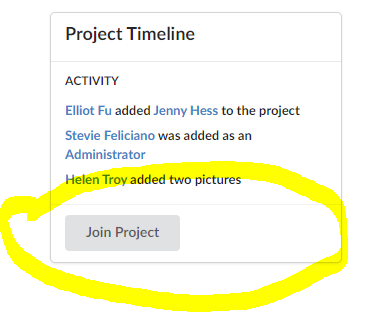 Project Timeline
ACTIVITY
Elliot Fu added Jenny Hess to the project
Stevie Feliciano was added as an
Administrator
Helen Troy added two pictures
Join Project